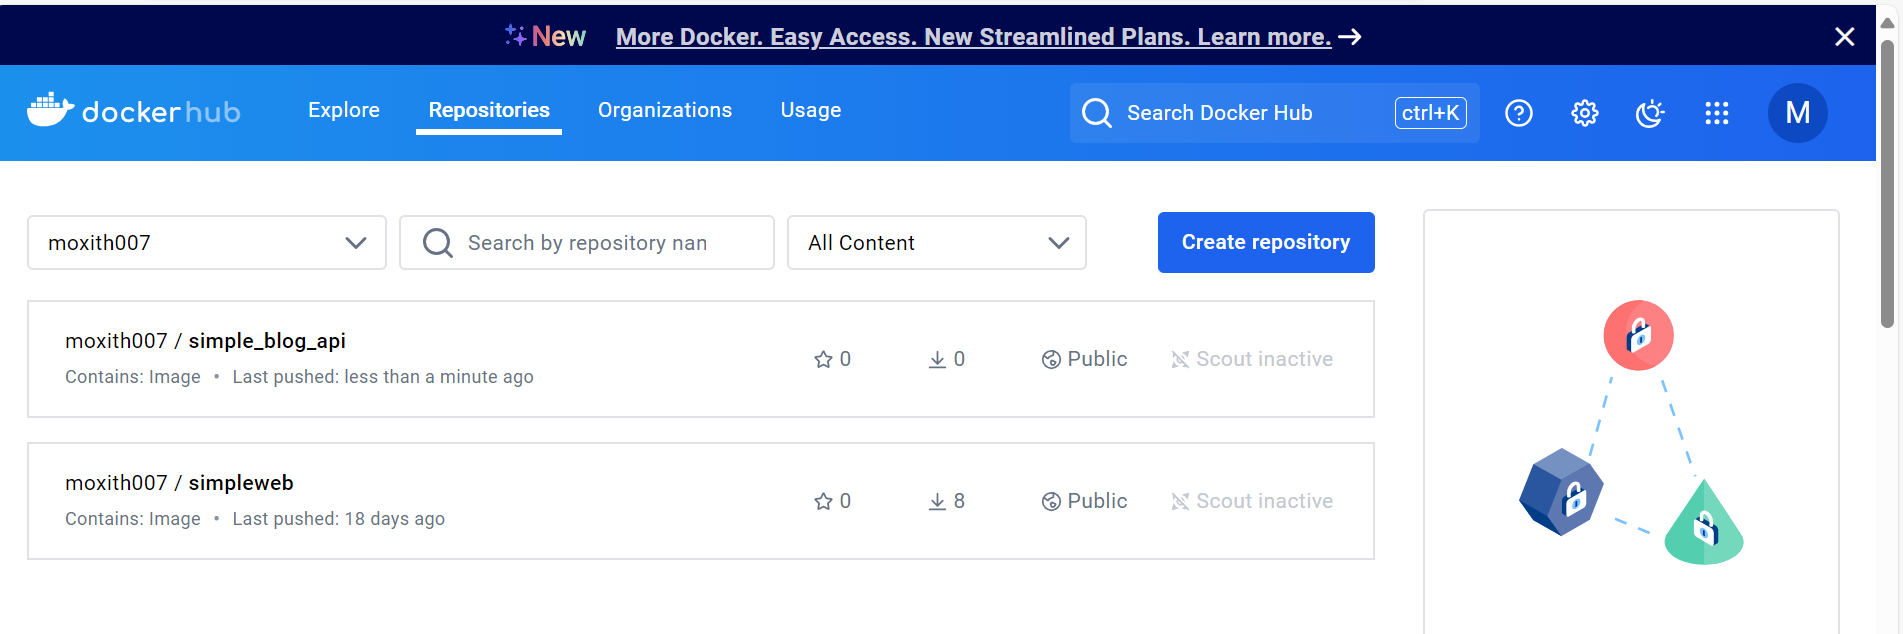 New More Docker. Easy Access. New Streamlined Plans. Learn more.
dockerhub Explore Repositories Organizations Usage Search Docker Hub ctrl+K ? M
moxith007 Search by repository nan All Content Create repository
moxith007 / simple_blog_api
Contains: Image • Last pushed: less than a minute ago
0 0 Public Scout inactive
moxith007 / simpleweb
Contains: Image • Last pushed: 18 days ago
0 8 Public Scout inactive